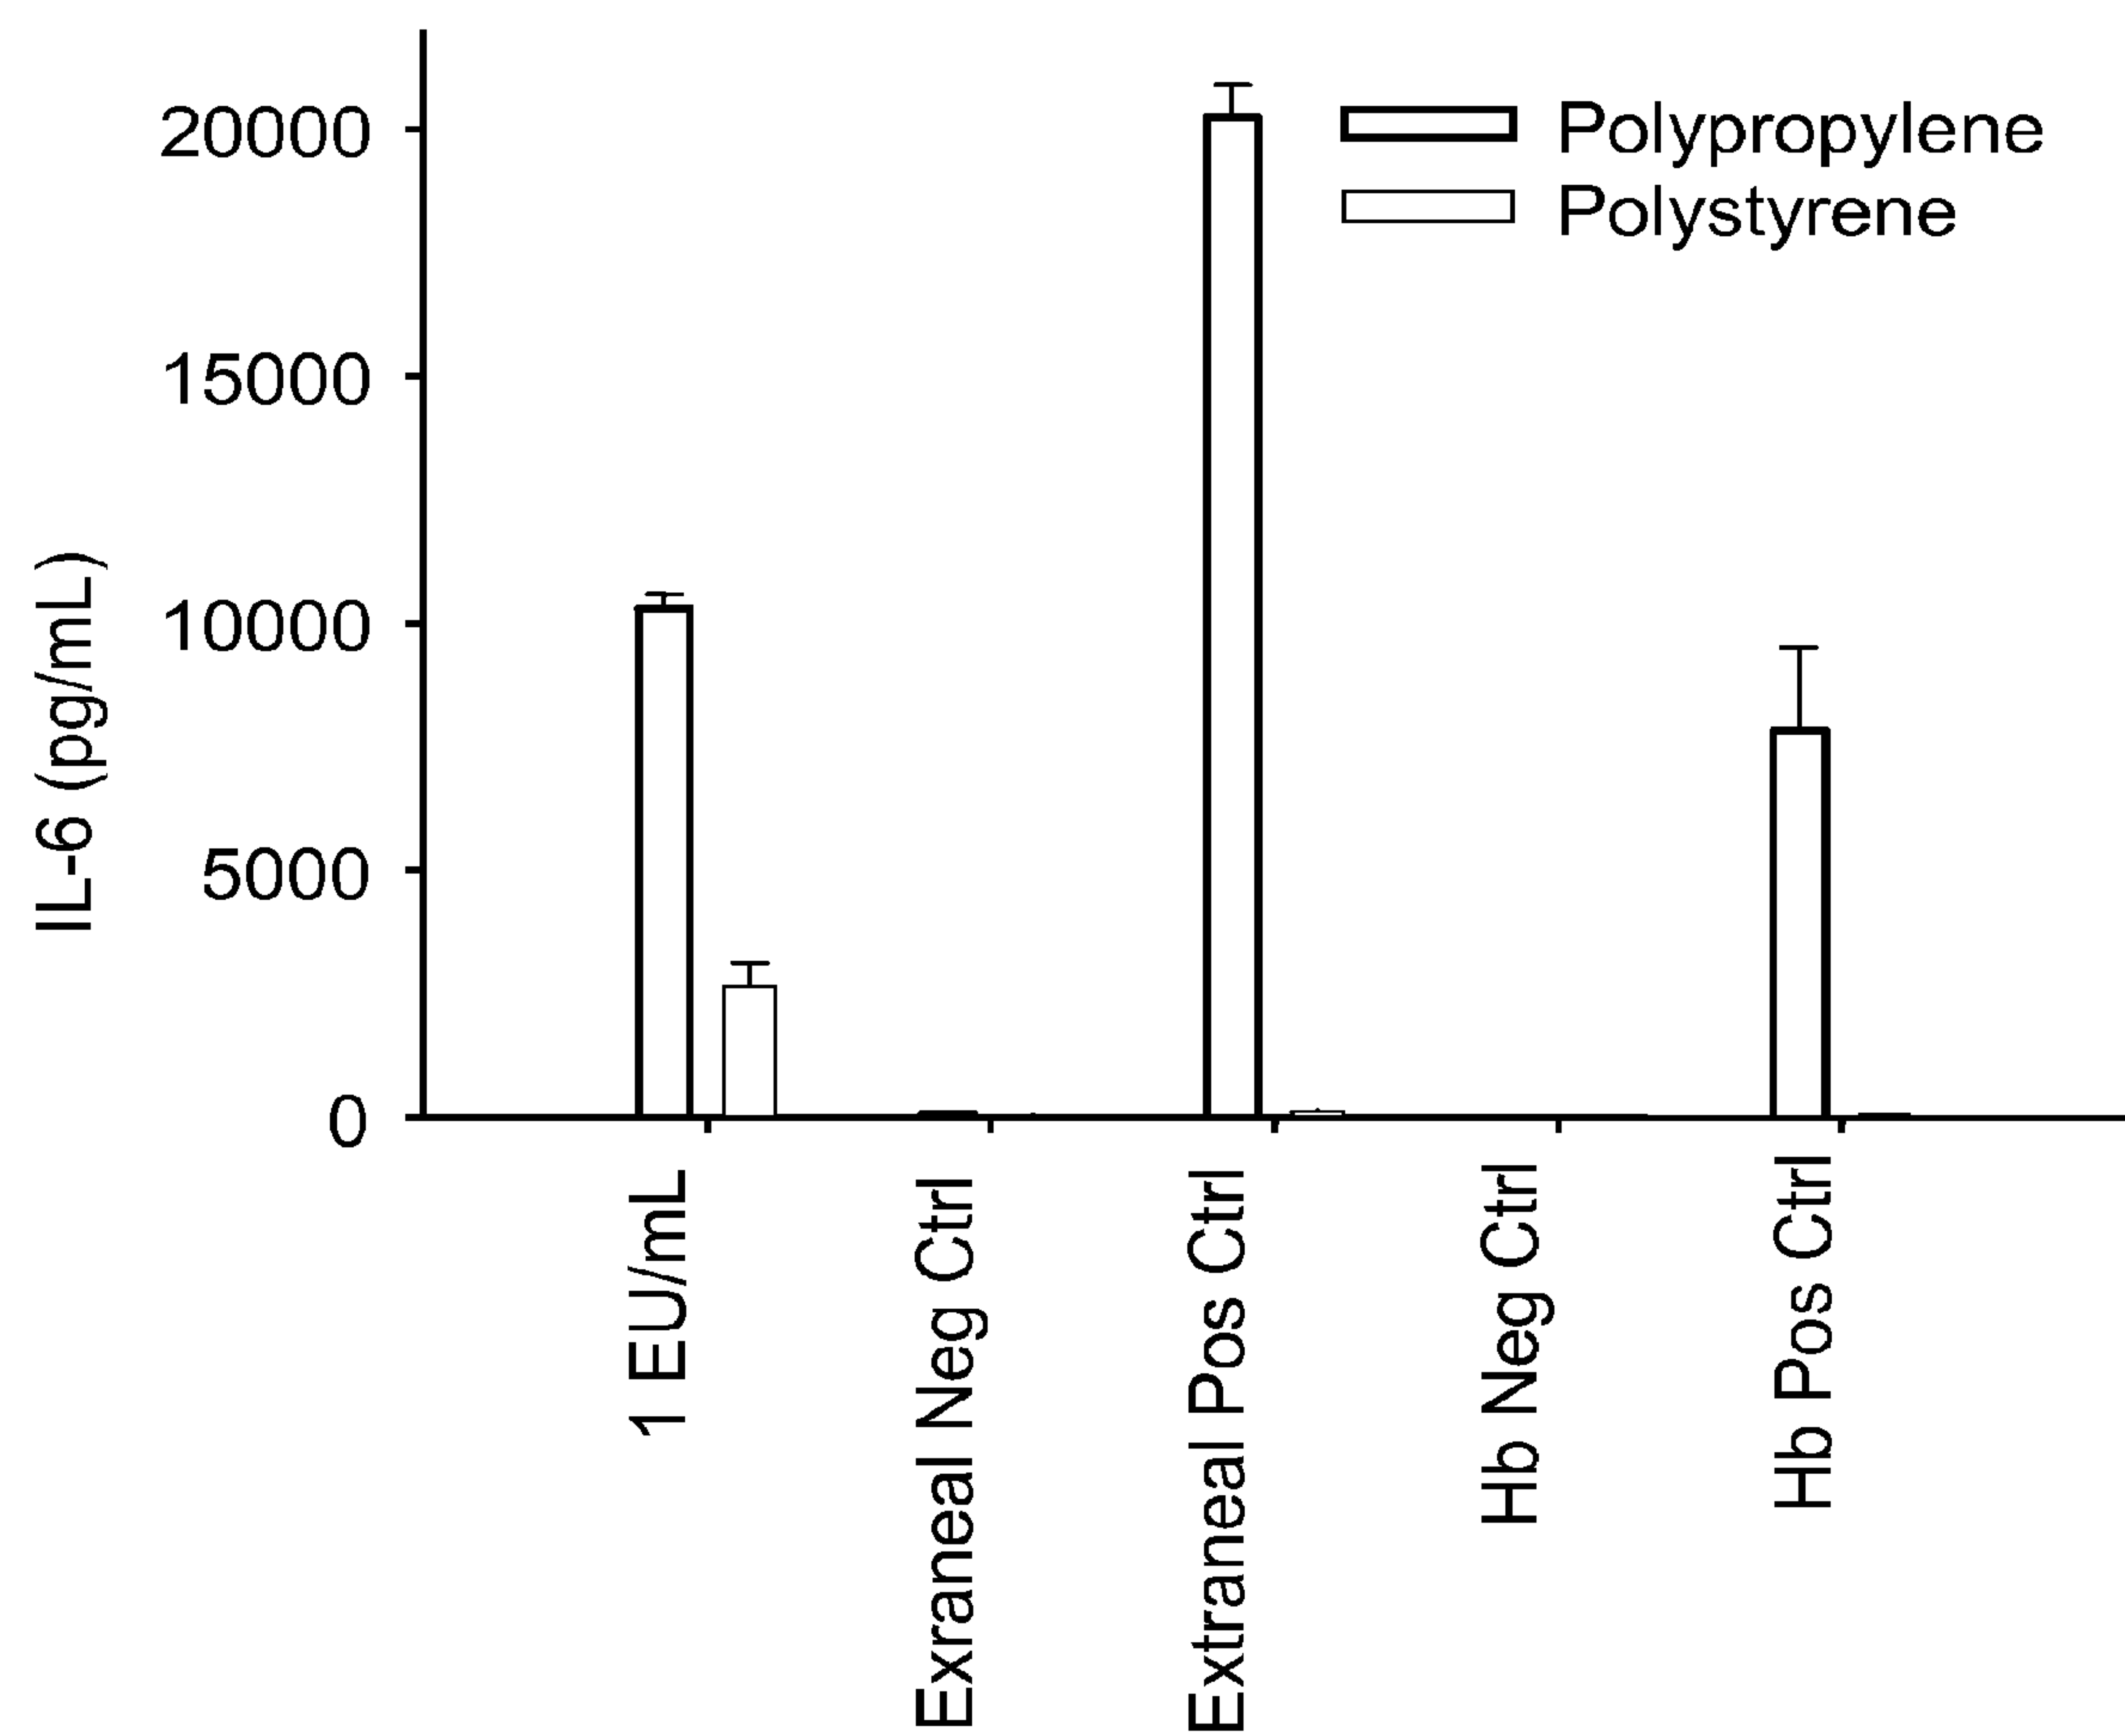 20000
15000
10000
5000
0
IL-6 (pg/mL)
Polypropylene
Polystyrene
1 EU/mL
Exraneal Neg Ctrl
Extraneal Pos Ctrl
Hb Neg Ctrl
Hb Pos Ctrl